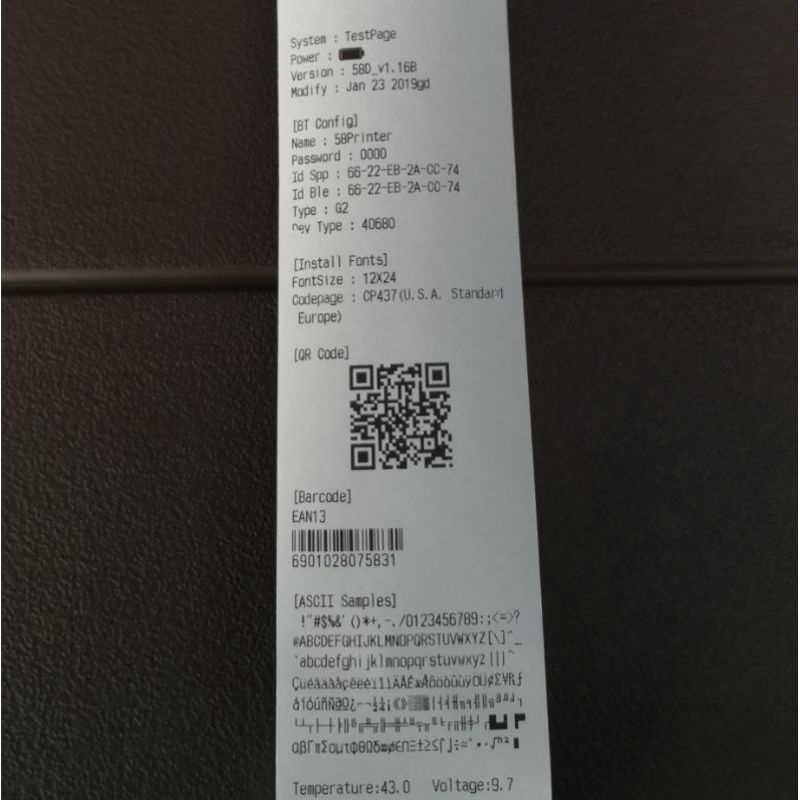 System : TestPage
Power :
Version : 58D_v1.16B
Modify : Jan 23 2019gd
[BT Config]
Name : 58Printer
Password : 0000
Id Spp : 66-22-EB-2A-CC-74
Id Ble : 66-22-EB-2A-CC-74
Type : G2
Dev Type : 40680
[Install Fonts]
FontSize : 12X24
Codepage : CP437(U.S.A. Standard
Europe)
[QR Code]
[Barcode]
EAN13
6901028075831
[ASCII Samples]
!"#$%&'()*+,-./0123456789:;<=>?
@ABCDEFGHIJKLMNOPQRSTUVWXYZ[\]^_
`abcdefghijklmnopqrstuvwxyz
Temperature:43.0 Voltage:9.7